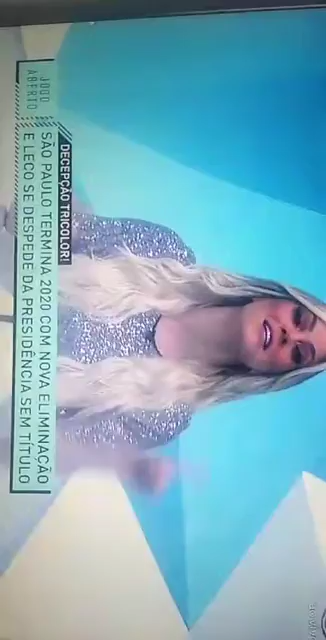 JOGO
ABERTO
DECEPÇÃO TRICOLOR!
SÃO PAULO TERMINA 2020 COM NOVA ELIMINAÇÃO
E LECO SE DESPEDE DA PRESIDÊNCIA SEM TÍTULO